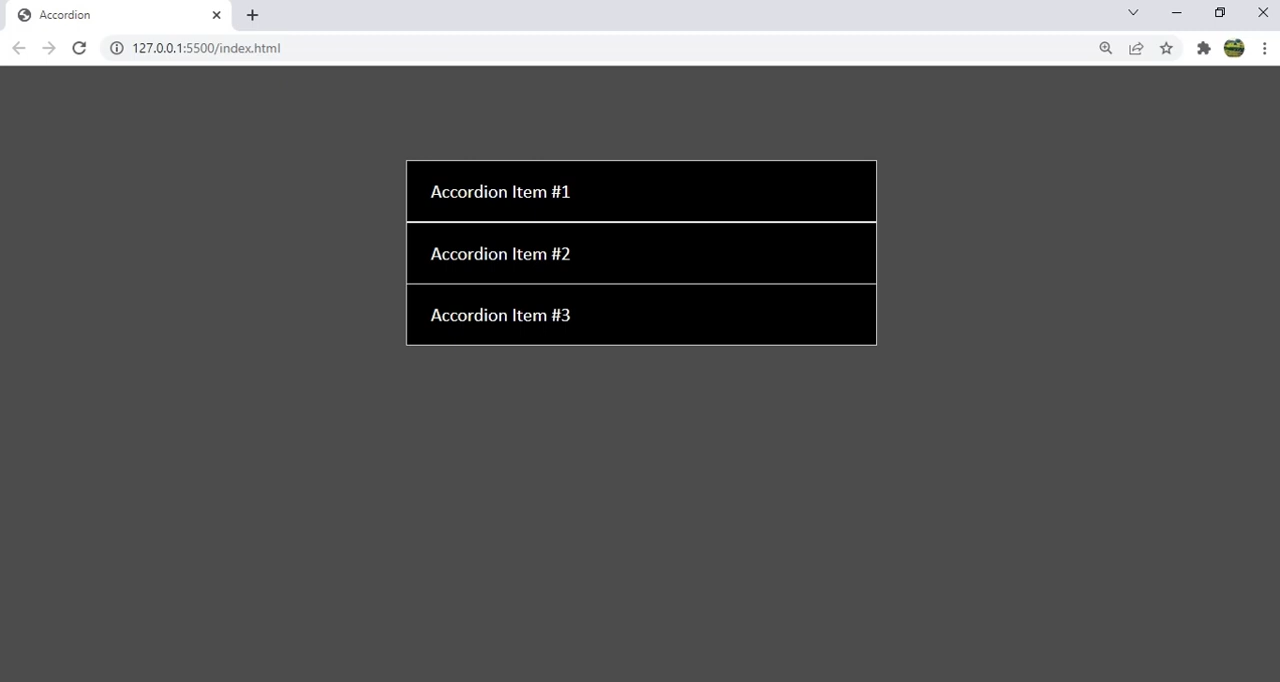 Accordion
127.0.0.1:5500/index.html
Accordion Item #1
Accordion Item #2
Accordion Item #3